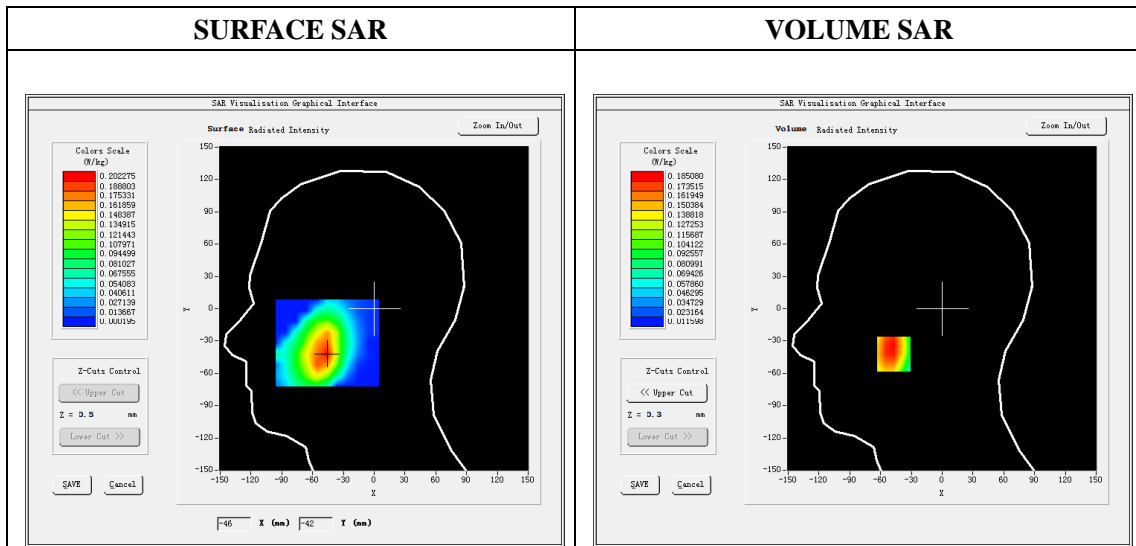 SURFACE SAR
VOLUME SAR
SAR Visualisation Graphical Interface
Surface Radiated Intensity
Zoom In/Out
Colors Scale
(W/kg)
0.202275
0.188803
0.175331
0.161859
0.148387
0.134915
0.121443
0.107971
0.094499
0.081027
0.067555
0.054083
0.040611
0.027139
0.013667
0.000195
150
120
90
60
30
0
-30
-60
-90
-120
-150
Y
-150 -120 -90 -60 -30 0 30 60 90 120 150
X
Z-Cuts Control
<< Upper Cut
Z = 0.5 mm
Lower Cut >>
SAVE
Cancel
-46 X (mm) -42 Y (mm)
SAR Visualisation Graphical Interface
Volume Radiated Intensity
Zoom In/Out
Colors Scale
(W/kg)
0.185080
0.173515
0.161949
0.150384
0.138818
0.127253
0.115687
0.104122
0.092557
0.080991
0.069426
0.057860
0.046295
0.034729
0.023164
0.011598
150
120
90
60
30
0
-30
-60
-90
-120
-150
Y
-150 -120 -90 -60 -30 0 30 60 90 120 150
X
Z-Cuts Control
<< Upper Cut
Z = 0.3 mm
Lower Cut >>
SAVE
Cancel